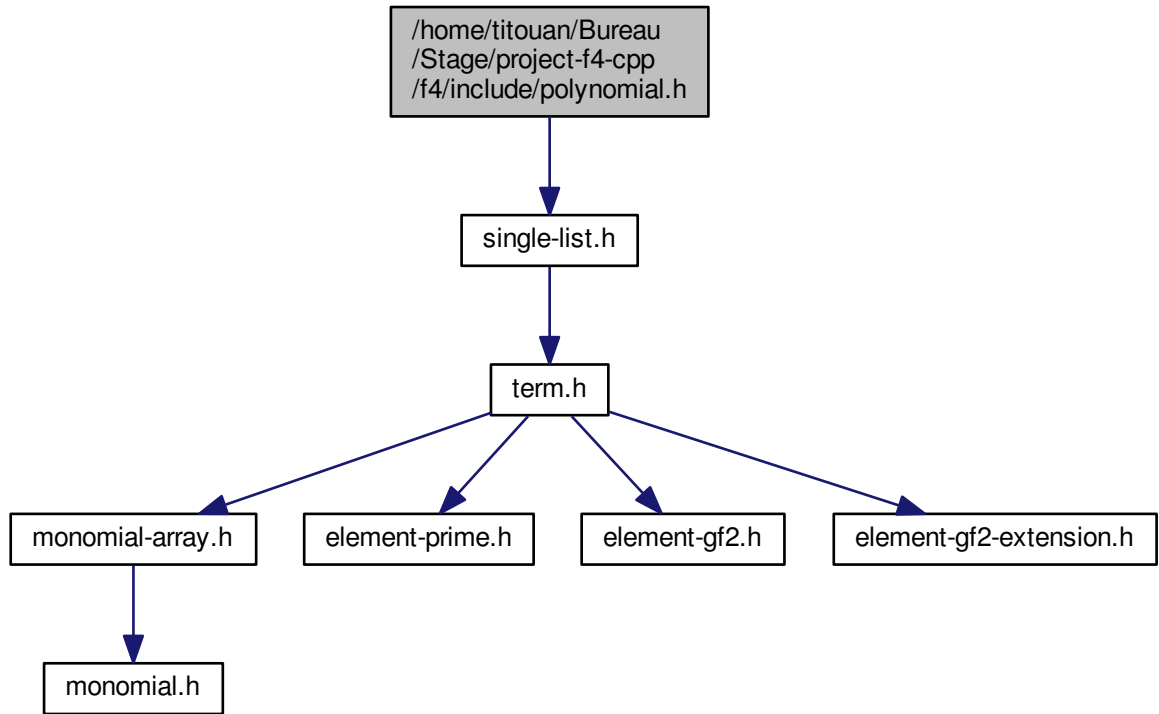 /home/titouan/Bureau
/Stage/project-f4-cpp
/f4/include/polynomial.h
single-list.h
term.h
monomial-array.h
element-prime.h
element-gf2.h
element-gf2-extension.h
monomial.h